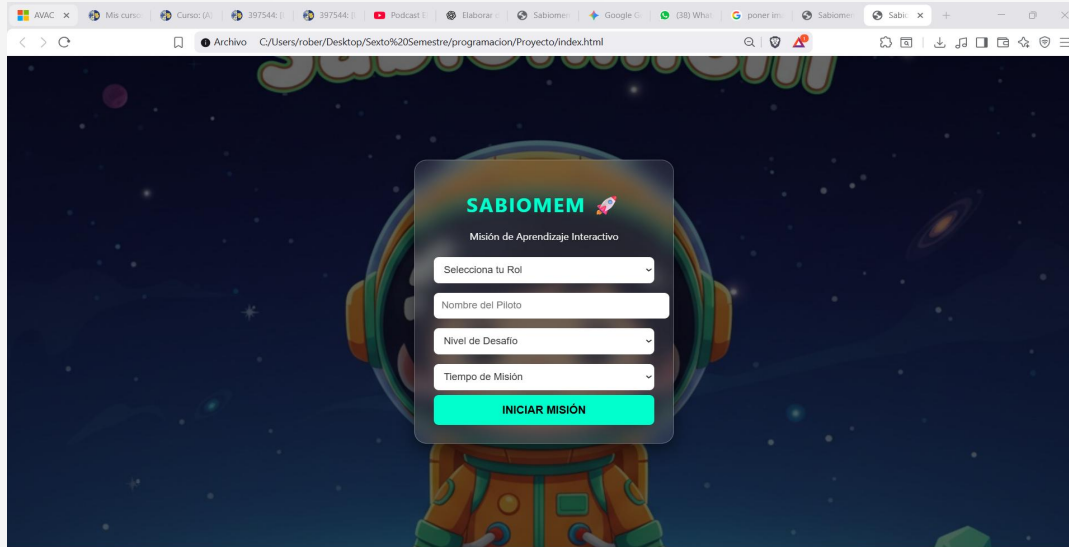 AVAC
Mis curso
Curso: (A)
397544: |
397544: |
Podcast E
Elaborar
Sabiomem
Google G
(38) What
poner im
Sabiomem
Sabio
Archivo C:/Users/rober/Desktop/Sexto%20Semestre/programacion/Proyecto/index.html
SABIOMEM 🚀
Misión de Aprendizaje Interactivo
Selecciona tu Rol
Nombre del Piloto
Nivel de Desafío
Tiempo de Misión
INICIAR MISIÓN